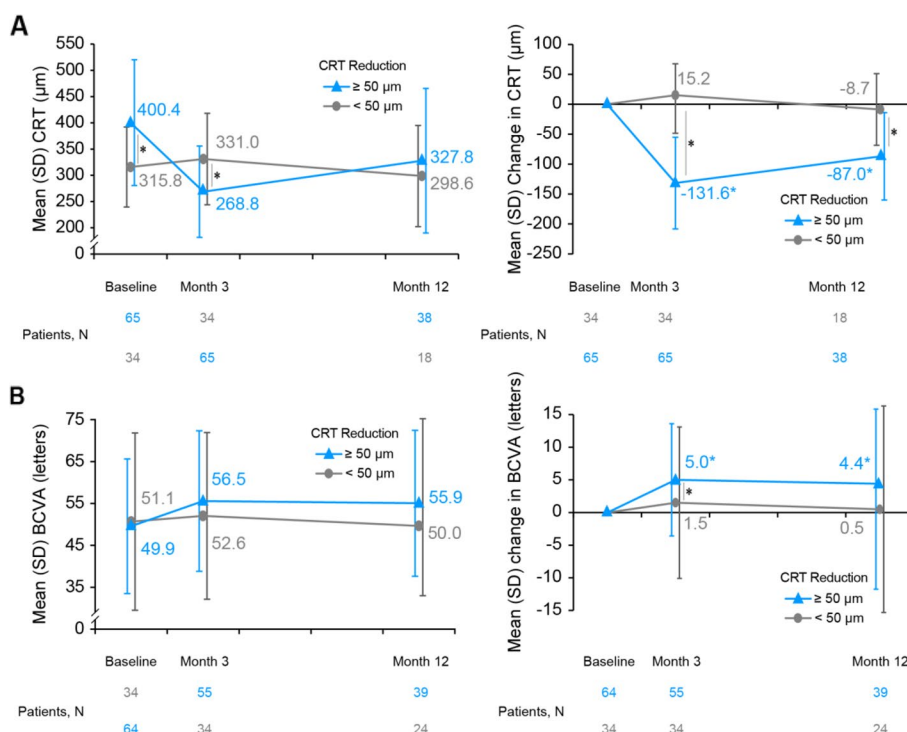 A
Mean (SD) CRT (µm)
550
500
450
400
350
300
250
200
0
400.4
315.8
*
331.0
268.8
*
327.8
298.6
CRT Reduction
≥ 50 µm
< 50 µm
Baseline Month 3 Month 12
65 34 38
Patients, N
34 65 18
Mean (SD) Change in CRT (µm)
100
50
0
-50
-100
-150
-200
-250
15.2
-8.7
*
*
-131.6*
-87.0*
CRT Reduction
≥ 50 µm
< 50 µm
Baseline Month 3 Month 12
34 34 18
Patients, N
65 65 38
B
Mean (SD) BCVA (letters)
75
65
55
45
35
0
51.1
49.9
56.5
52.6
55.9
50.0
CRT Reduction
≥ 50 µm
< 50 µm
Baseline Month 3 Month 12
34 55 39
Patients, N
64 34 24
Mean (SD) change in BCVA (letters)
15
10
5
0
-5
-10
-15
5.0*
*
1.5
4.4*
0.5
CRT Reduction
≥ 50 µm
< 50 µm
Baseline Month 3 Month 12
64 55 39
Patients, N
34 34 24